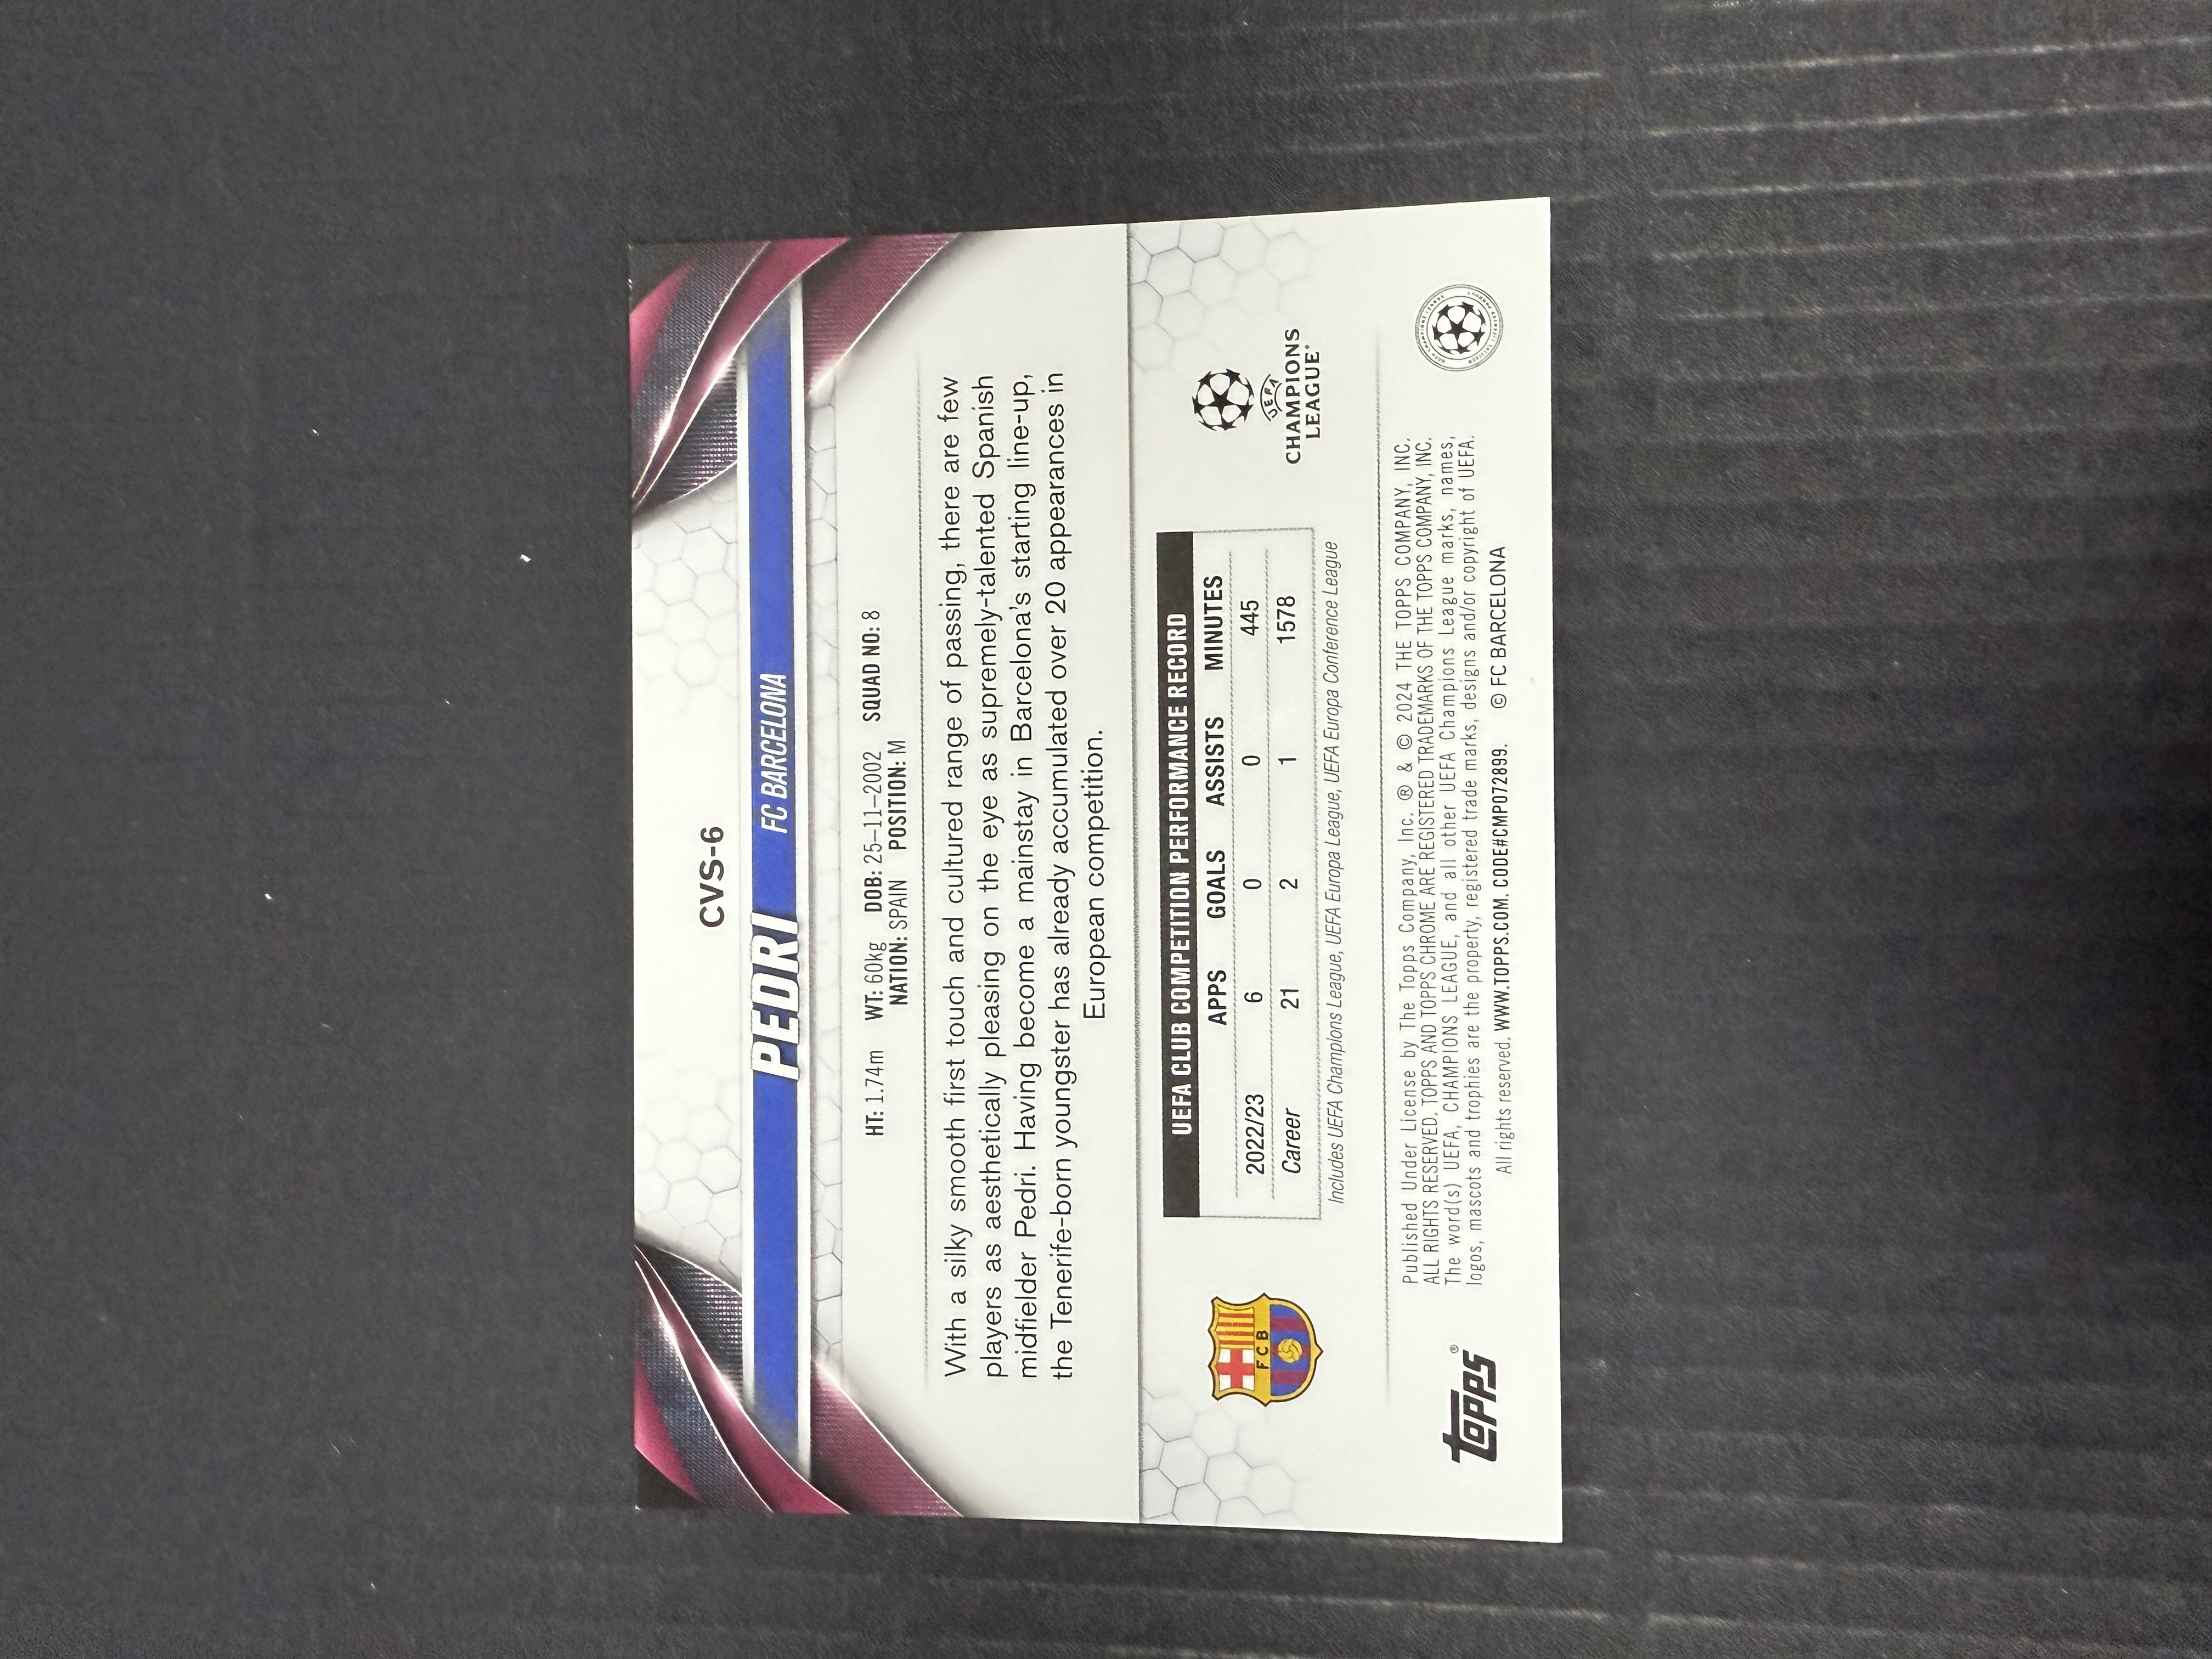 CVS-6
PEDRI FC BARCELONA
HT: 1.74m WT: 60kg DOB: 25-11-2002 SQUAD NO: 8
NATION: SPAIN POSITION: M
With a silky smooth first touch and cultured range of passing, there are few
players as aesthetically pleasing on the eye as supremely-talented Spanish
midfielder Pedri. Having become a mainstay in Barcelona's starting line-up,
the Tenerife-born youngster has already accumulated over 20 appearances in
European competition.
UEFA CLUB COMPETITION PERFORMANCE RECORD
APPS GOALS ASSISTS MINUTES
2022/23 6 0 0 445
Career 21 2 1 1578
Includes UEFA Champions League, UEFA Europa League, UEFA Europa Conference League
FCB
UEFA
CHAMPIONS
LEAGUE®
Published Under License by The Topps Company, Inc. ® & © 2024 THE TOPPS COMPANY, INC.
ALL RIGHTS RESERVED. TOPPS AND TOPPS CHROME ARE REGISTERED TRADEMARKS OF THE TOPPS COMPANY, INC.
The word(s) UEFA, CHAMPIONS LEAGUE, and all other UEFA Champions League marks, names,
logos, mascots and trophies are the property, registered trade marks, designs and/or copyright of UEFA.
All rights reserved. WWW.TOPPS.COM. CODE#CMP072899. © FC BARCELONA
topps®